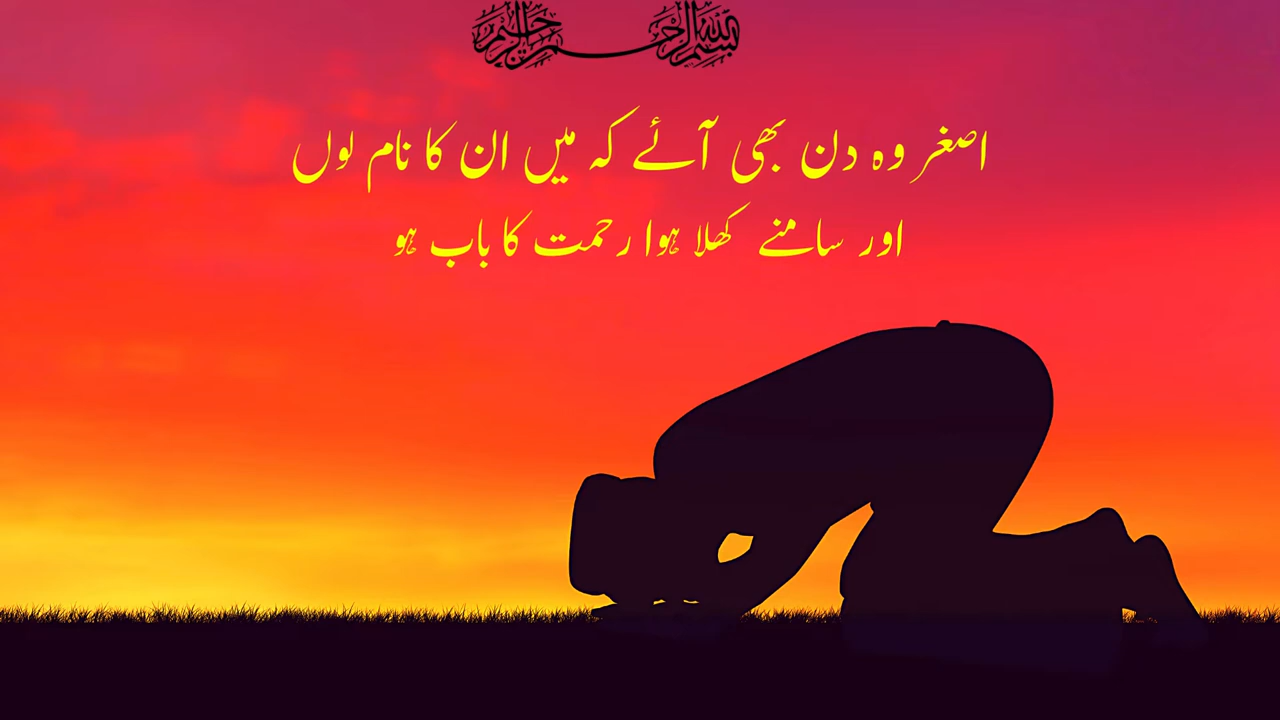 بسم الله الرحمن الرحيم
اصغر وہ دن بھی آئے کہ میں ان کا نام لوں
اور سامنے کھلا ہوا رحمت کا باب ہو